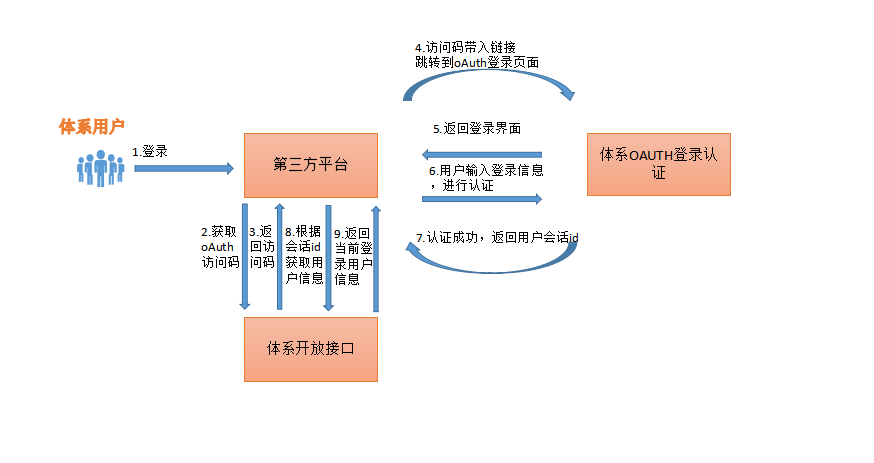 4.访问码带入链接
跳转到oAuth登录页面
体系用户
1.登录
5.返回登录界面
第三方平台
体系OAUTH登录认
证
6.用户输入登录信息
，进行认证
2.获取
oAuth
访问码
3.返
回访
问码
8.根据
会话id
获取用
户信息
9.返回
当前登
录用户
信息
7.认证成功，返回用户会话id
体系开放接口